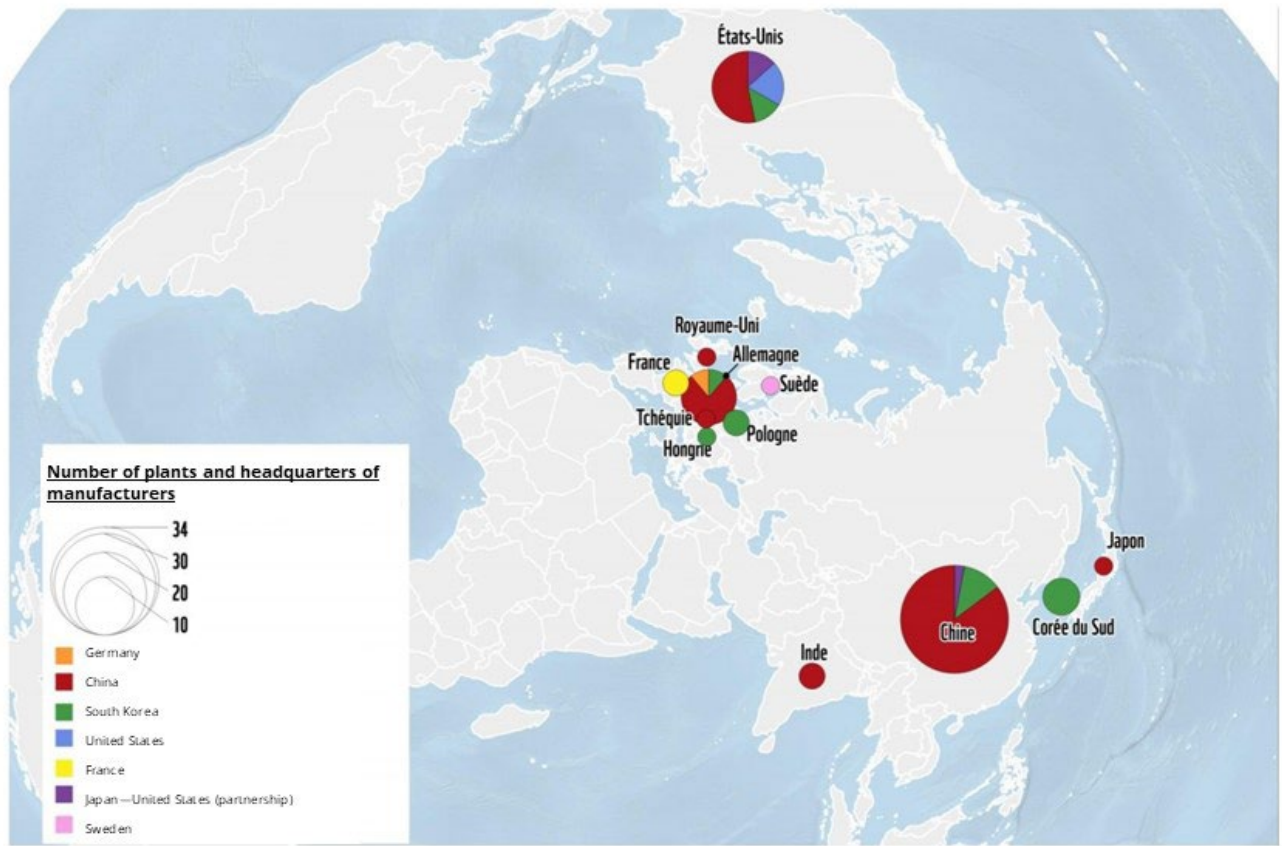 États-Unis
Royaume-Uni
France
Allemagne
Suède
Tchéquie
Pologne
Hongrie
Japon
Chine
Corée du Sud
Inde
Number of plants and headquarters of
manufacturers
34
30
20
10
Germany
China
South Korea
United States
France
Japan—United States (partnership)
Sweden